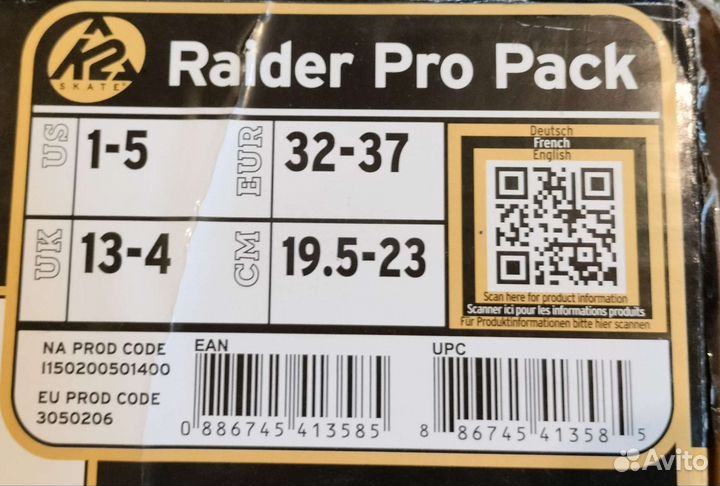 K2
SKATE
Raider Pro Pack
US 1-5
EUR 32-37
UK 13-4
CM 19.5-23
Deutsch
French
English
Scan here for product information
Scanner ici pour les informations produits
Für Produktinformationen bitte hier scannen
NA PROD CODE
I150200501400
EU PROD CODE
3050206
EAN
0 886745 413585
UPC
8 86745 41358 5
Avito